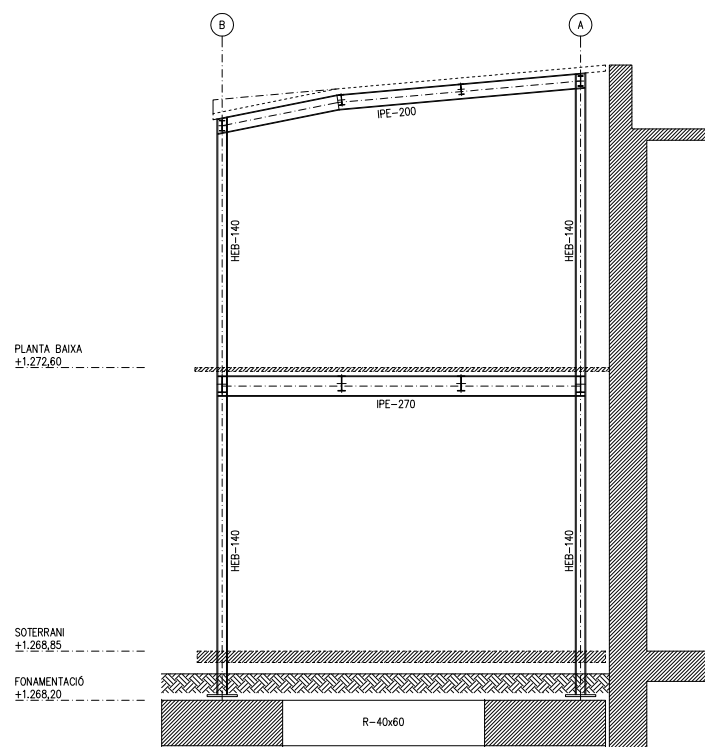 B
A
IPE-200
HEB-140
HEB-140
PLANTA BAIXA
+1.272,60
IPE-270
HEB-140
HEB-140
SOTERRANI
+1.268,85
FONAMENTACIÓ
+1.268,20
R-40x60